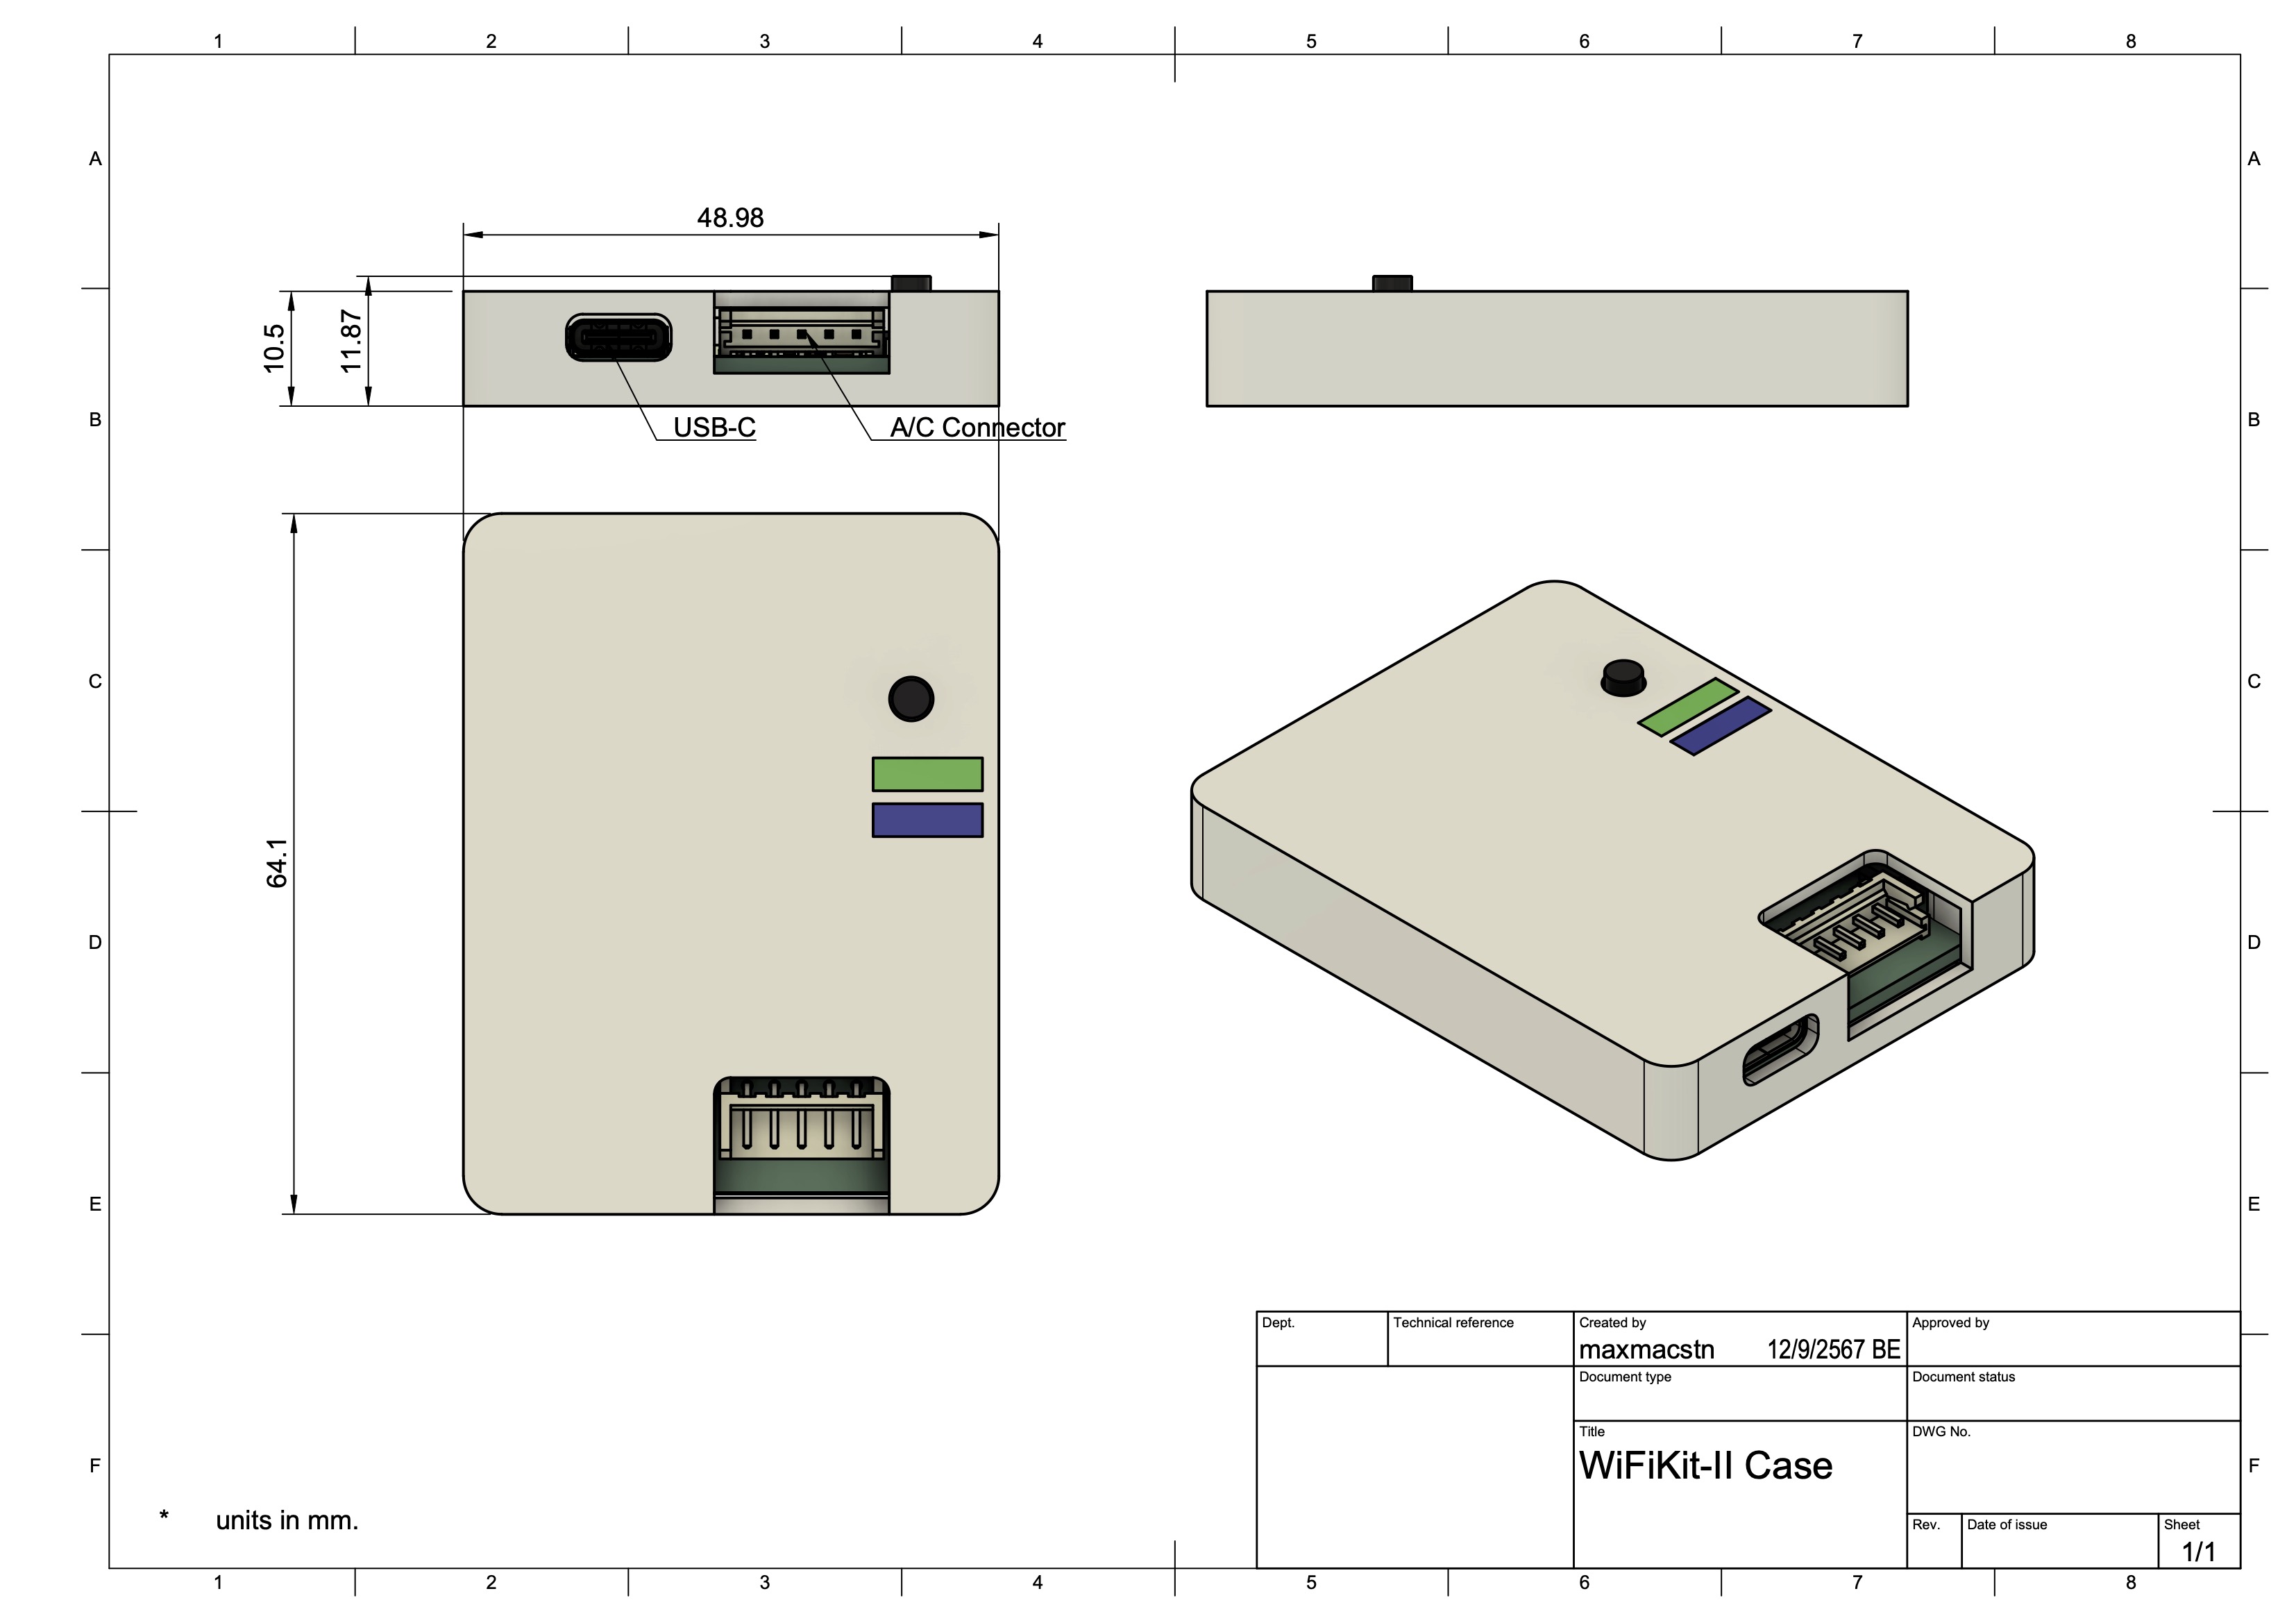 1 2 3 4 5 6 7 8
A A
48.98
10.5
11.87
B B
USB-C
A/C Connector
C C
64.1
D D
E E
Dept.
Technical reference
Created by
maxmacstn 12/9/2567 BE
Approved by
Document type
Document status
Title
WiFiKit-II Case
DWG No.
F F
* units in mm.
Rev.
Date of issue
Sheet
1/1
1 2 3 4 5 6 7 8